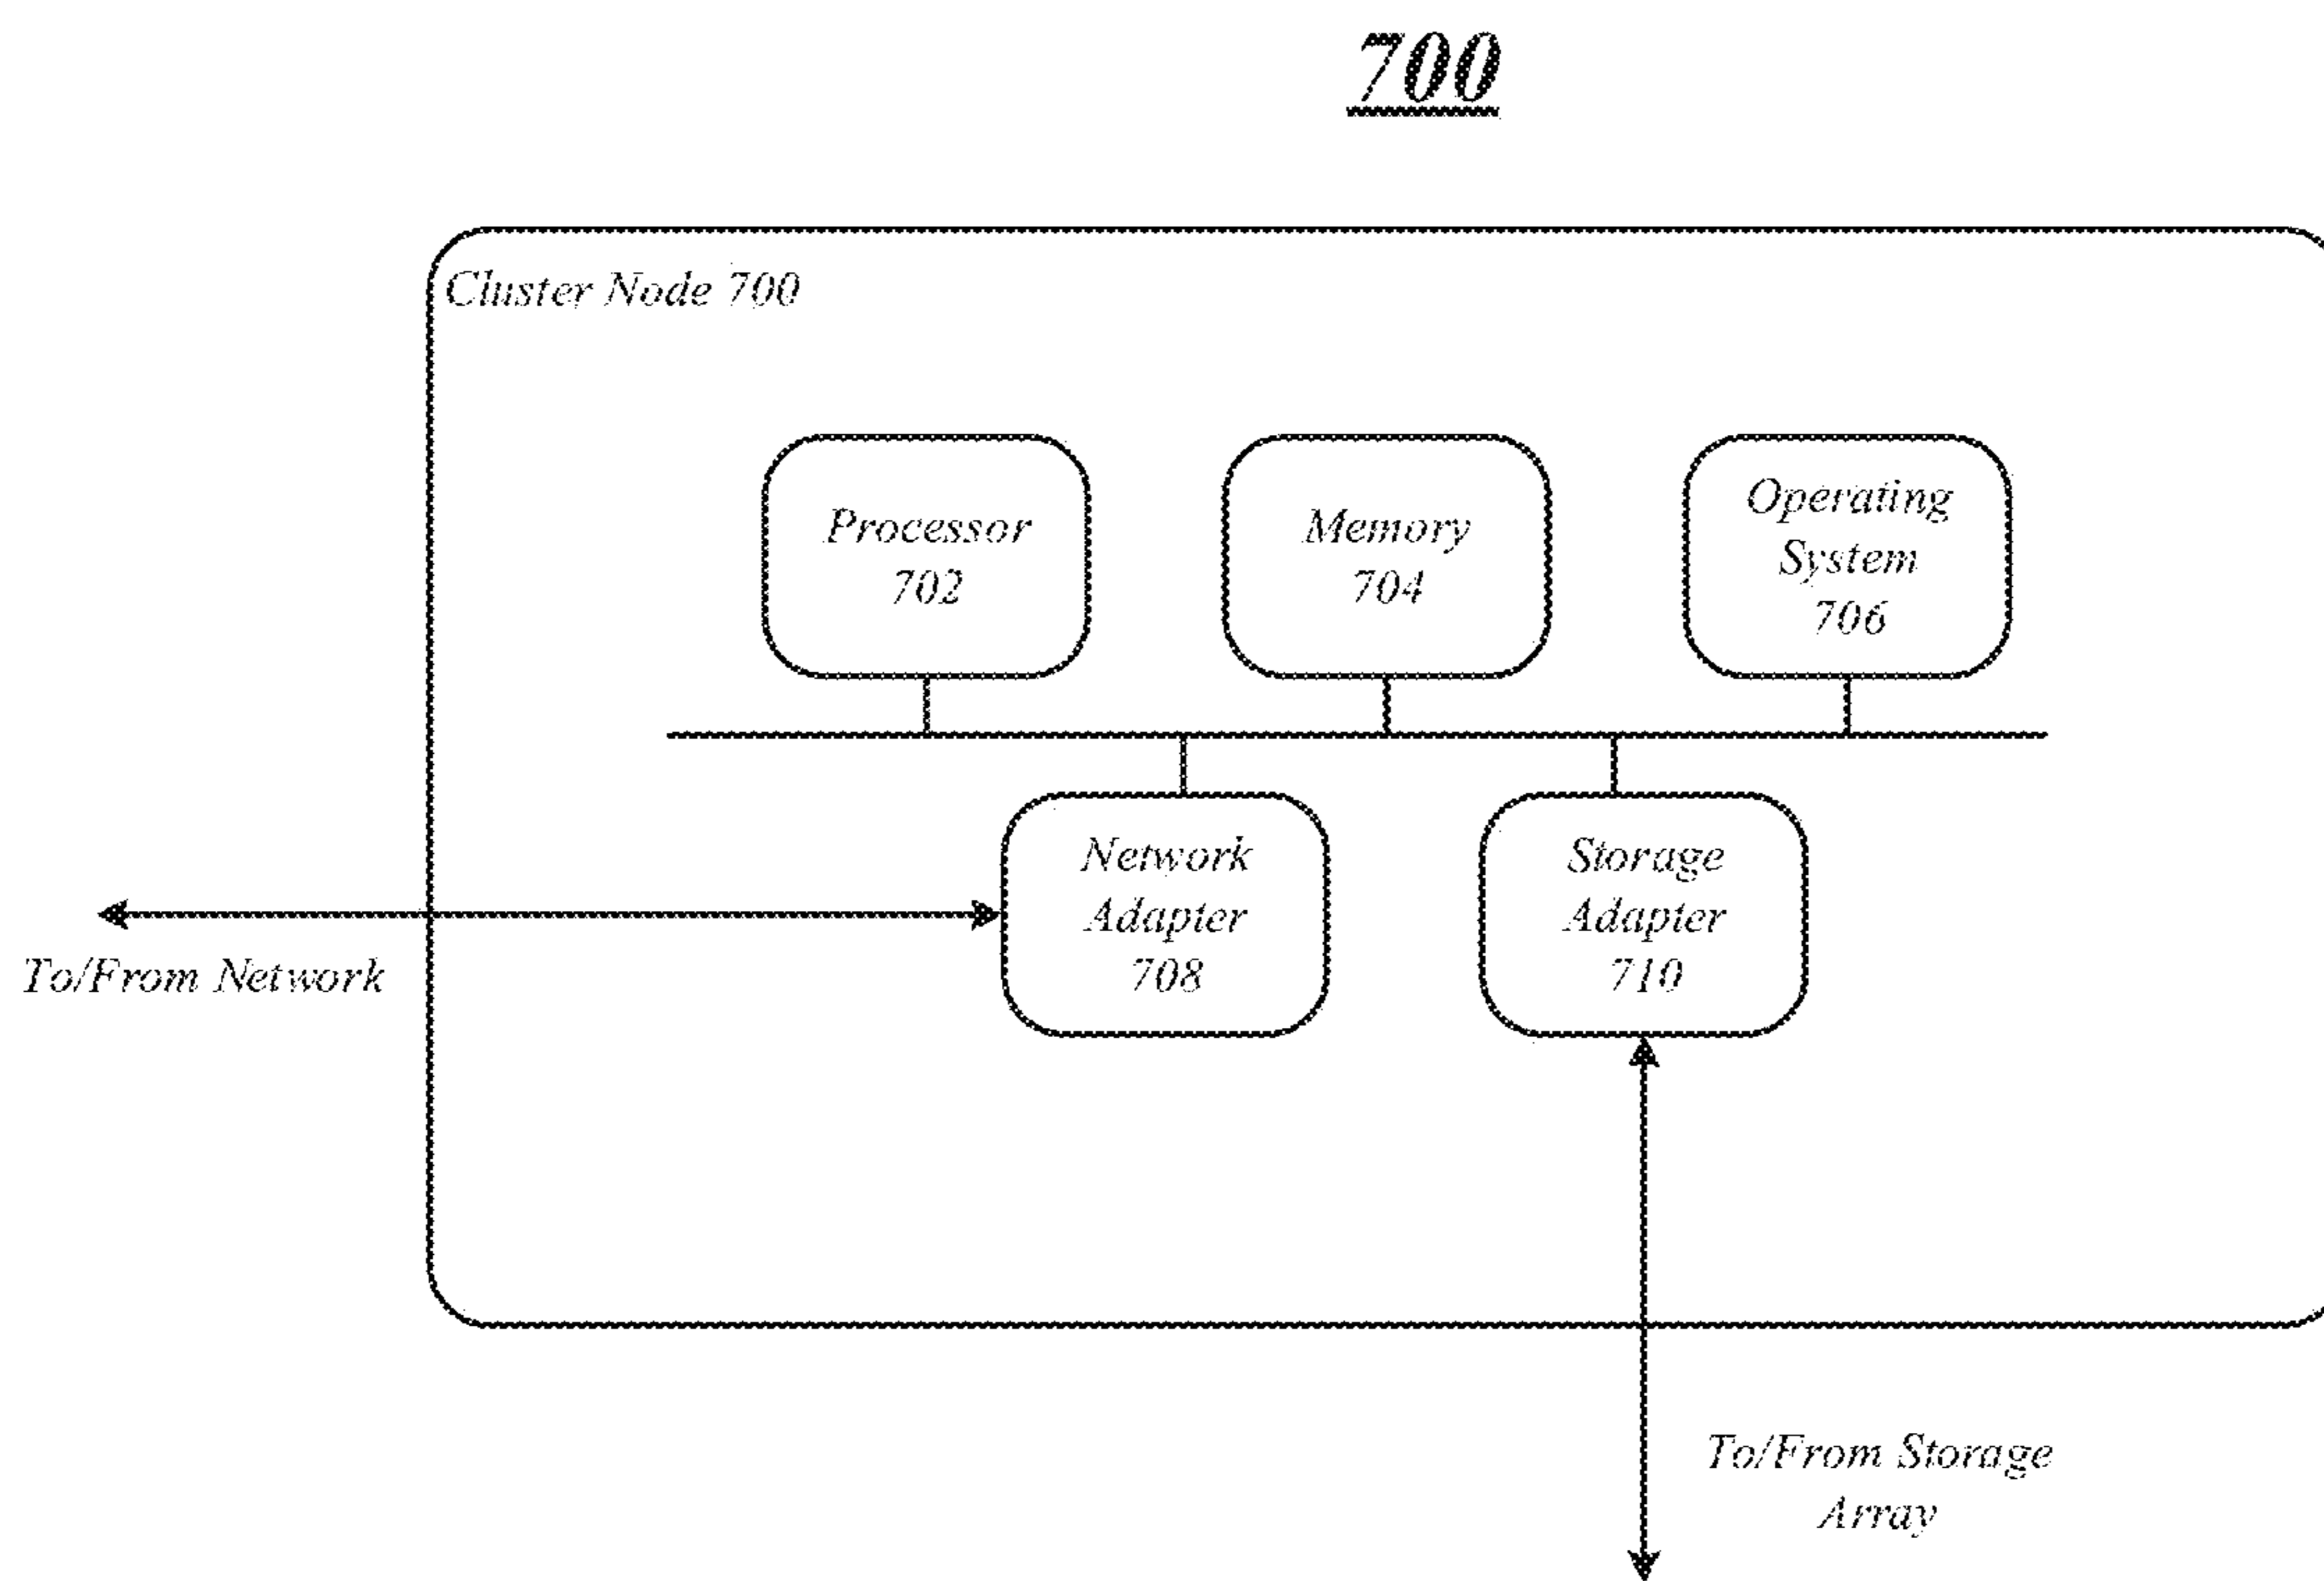 700
Cluster Node 700
Processor
702
Memory
704
Operating
System
706
Network
Adapter
708
Storage
Adapter
710
To/From Network
To/From Storage
Array